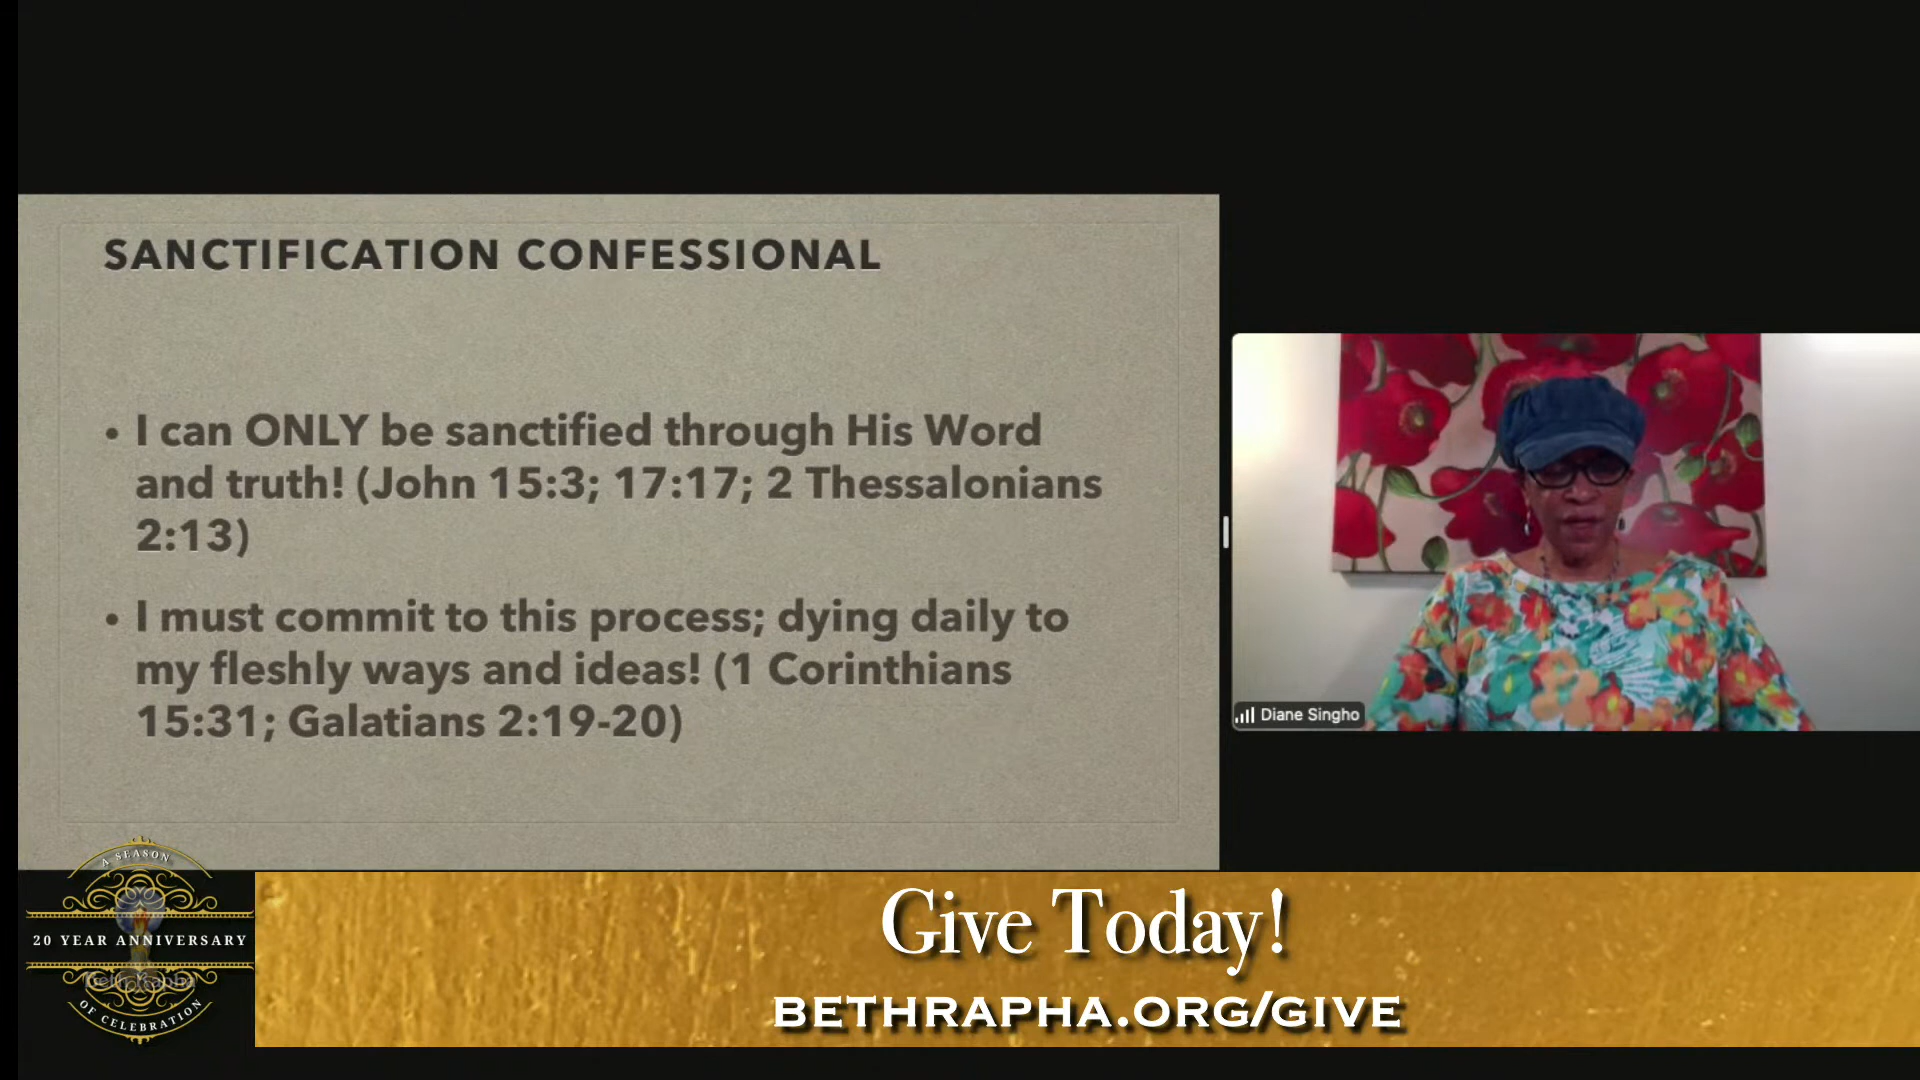 SANCTIFICATION CONFESSIONAL
• I can ONLY be sanctified through His Word
and truth! (John 15:3; 17:17; 2 Thessalonians
2:13)
• I must commit to this process; dying daily to
my fleshly ways and ideas! (1 Corinthians
15:31; Galatians 2:19-20)
Diane Singho
A SEASON
20 YEAR ANNIVERSARY
Beth Rapha
OF CELEBRATION
Give Today!
BETHRAPHA.ORG/GIVE